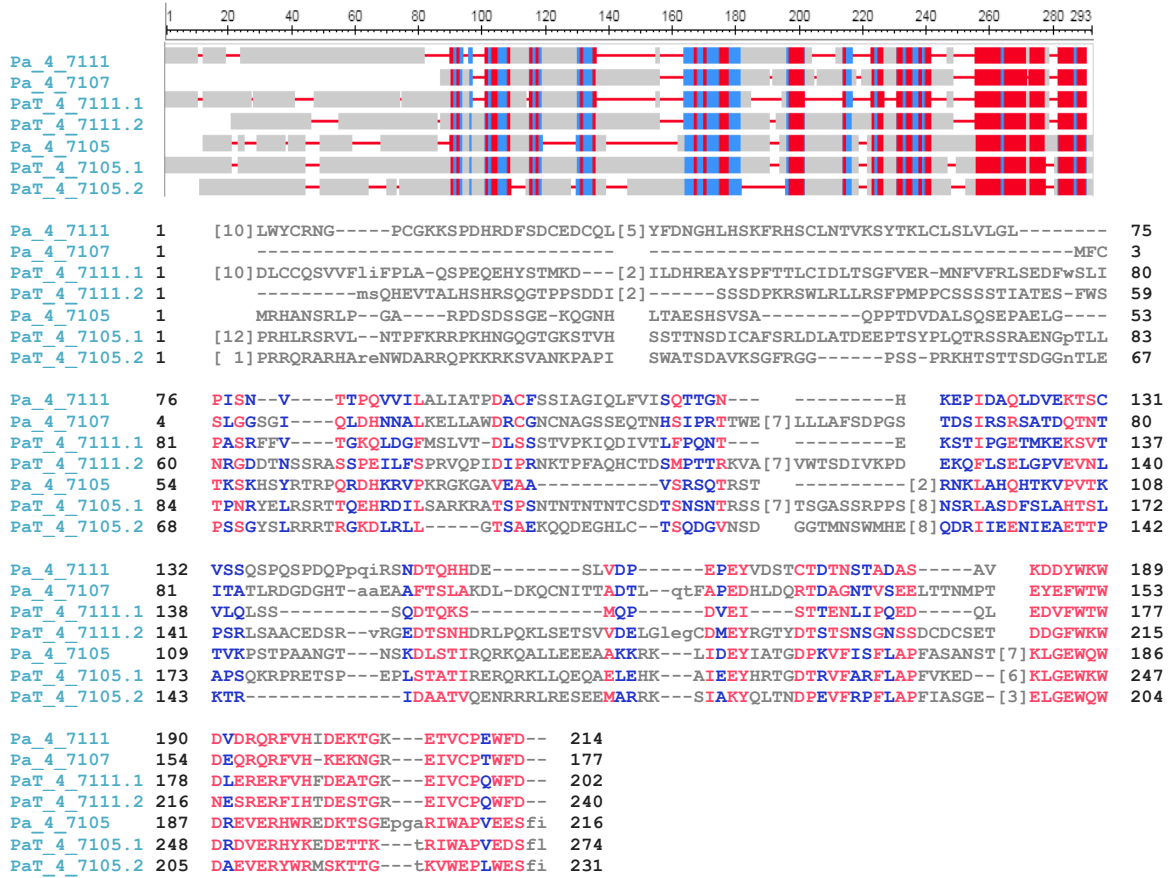 1 20 40 60 80 100 120 140 160 180 200 220 240 260 280 293
Pa_4_7111
Pa_4_7107
PaT_4_7111.1
PaT_4_7111.2
Pa_4_7105
PaT_4_7105.1
PaT_4_7105.2
Pa_4_7111 1 [10]LWYCRNG-----PCGKKSPDHRDFSDCEDCQL[5]YFDNGHLHSKFRHSCLNTVKSYTKLCLSLVLGL-------- 75
Pa_4_7107 1 ---------------------------------- --------------------------------------MFC 3
PaT_4_7111.1 1 [10]DLCCQSVVFliFPLA-QSPEQEHYSTMKD---[2]ILDHREAYSPFTTLCIDLTSGFVER-MNFVFRLSEDFwSLI 80
PaT_4_7111.2 1 ---------msQHEVTALHSHRSQGTPPSDDI[2]------SSSDPKRSWLRLLRSFPMPPCSSSSTIATES-FWS 59
Pa_4_7105 1 MRHANSRLP--GA---RPDSDSSGE-KQGNH LTAESHSVSA--------QPPTDVDALSQSEPAELG---- 53
PaT_4_7105.1 1 [12]PRHLCFSRVL--NTPFKRRPKHNGQGTGKSTVH SSTTNSDICAFSRLDLATDEEPTSYPLQTRSSRAENGpTLL 83
PaT_4_7105.2 1 [ 1]PRRQRARHAreNWDARRQPKKRKSVANKPAPI SWATSDAVKSGFRGG-----PSS-PRKHTSTTSDGGnTLE 67
Pa_4_7111 76 PISN--V----TTPQVVILALIATPDACFSSIAGIQLFVISQTTGN-----------H KEPIDAQLDVEKTSC 131
Pa_4_7107 4 SLGGSGI----QLDHNNALKELLAWDRCGNCNAGSSEQTNHSIPRTTWE[7]LLLAFSDPGS TDSIRSRSATDQTNT 80
PaT_4_7111.1 81 PASRFFV----TGKQLDGFMSLVT-DLSSSTVPKIQDIVTLFPQNT-----------E KSTIPGETMKEKSVT 137
PaT_4_7111.2 60 NRGDDTNSSRASSPEILFSPRVQPIDIPRNKTPFAQHCTDSMPTTRKVA[7]VWTSDIVKPD EKQFLSELGPVEVNL 140
Pa_4_7105 54 TKSKHSYRTRPQRDHKRVPKRGKGAVEAA--------VSRSQTRST [2]RNKLAHQHTKVPVTK 108
PaT_4_7105.1 84 TPNRYELRSRTTQEHRDILSARKRATSPSNTNTNTNTCSDTSNSNTRSS[7]TSGASSRPPS[8]NSRLASDFSLAHTSL 172
PaT_4_7105.2 68 PSSGYSLRRRTRGKDLRLL-----GTSAEKQQDEGHLC-TSQDGVNSD GGTMNSWMHE[8]QDRIIEENIEAETTP 142
Pa_4_7111 132 VSSQSPQSPDQPpqiRSNDTQHHDE---------SLVDP-----EPEYVDSTCTDTNSTADAS-----AV KDDYWKW 189
Pa_4_7107 81 ITATLRDGDGHT-aaEAAFTSLAKDL-DKQCNITTADTL--qtFAPEDHLDQRTDAGNTVSEELTTNMPT EYEFWTW 153
PaT_4_7111.1 138 VLQLSS---------SQDTQKS------------MQP-----DVEI----STTENLIPQED------QL EDVFWTW 177
PaT_4_7111.2 141 PSRLSAACEDSR--vRGEDTSNHDRLPQKLSETSVVDELGlegCDMEYRGTYDTSTSNSGNSSDCDCSET DDGFWKW 215
Pa_4_7105 109 TVKPSTPAANGT---NSKDLSTIRQRKQALLEEEAAKKRK---LIDEYIATGDPKVFISFLAPFASANST[7]KLGEWQW 186
PaT_4_7105.1 173 APSQKRPRETSP---EPLSTATIRERQRKLLQEQAELEHK---AIEEYHRTGDTRVFARFLAPFVKED--[6]KLGEWKW 247
PaT_4_7105.2 143 KTR---------------IDAATVQENRRRLRESEEMARRK---SIAKYQLTNDPEVFRPFLAPFIASGE-[3]ELGEWQW 204
Pa_4_7111 190 DVDRQRFVHIDEKTGK---ETVCPEWFD-- 214
Pa_4_7107 154 DEQRQRFVH-KEKNGR---EIVCPTWFD-- 177
PaT_4_7111.1 178 DLERERFVHFDEATGK---EIVCPQWFD-- 202
PaT_4_7111.2 216 NESRERFIHTDESTGR---EIVCPQWFD-- 240
Pa_4_7105 187 DREVERHWREDKTSGEpgaRIWAPVEESfi 216
PaT_4_7105.1 248 DRDVERHYKEDETTK---tRIWAPVEDSfl 274
PaT_4_7105.2 205 DAEVERYWRMSKTTG---tKVWEPLWESfi 231